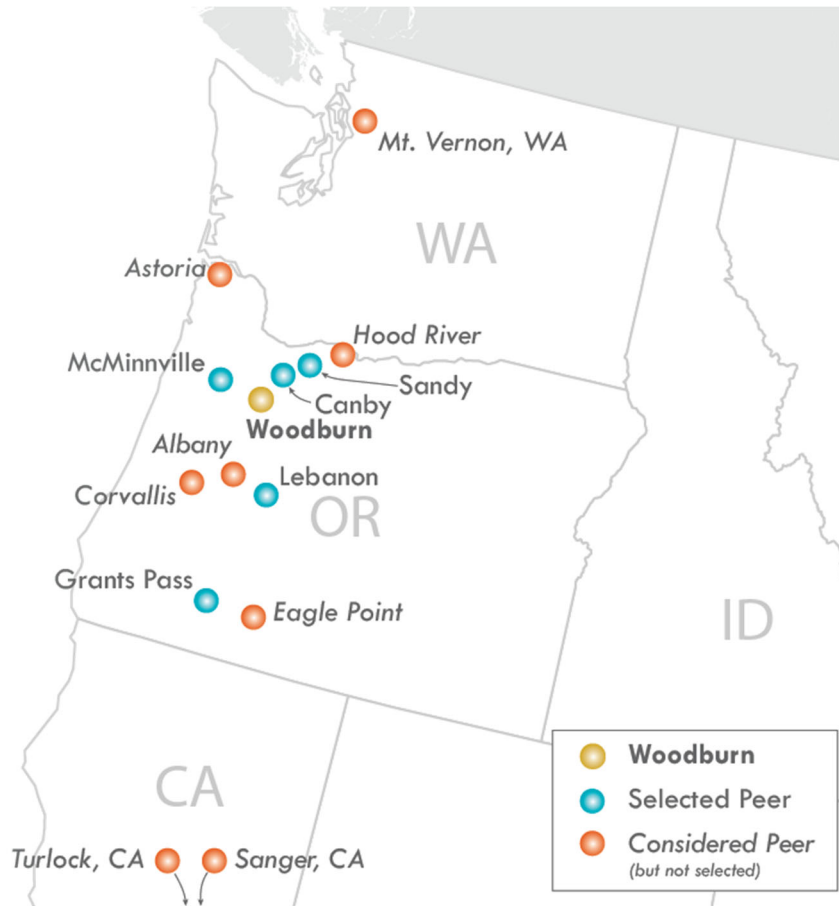 Mt. Vernon, WA
WA
Astoria
Hood River
McMinnville
Sandy
Canby
Woodburn
Albany
Lebanon
Corvallis
OR
Grants Pass
Eagle Point
ID
Woodburn
Selected Peer
Considered Peer
(but not selected)
CA
Turlock, CA
Sanger, CA